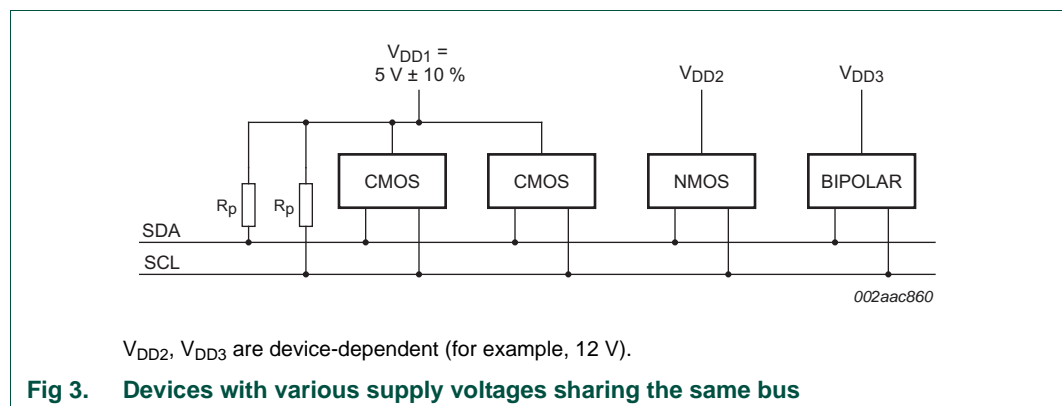 VDD1 =
5 V ± 10 %
VDD2
VDD3
CMOS
CMOS
NMOS
BIPOLAR
Rp
Rp
SDA
SCL
002aac860
VDD2, VDD3 are device-dependent (for example, 12 V).
Fig 3. Devices with various supply voltages sharing the same bus